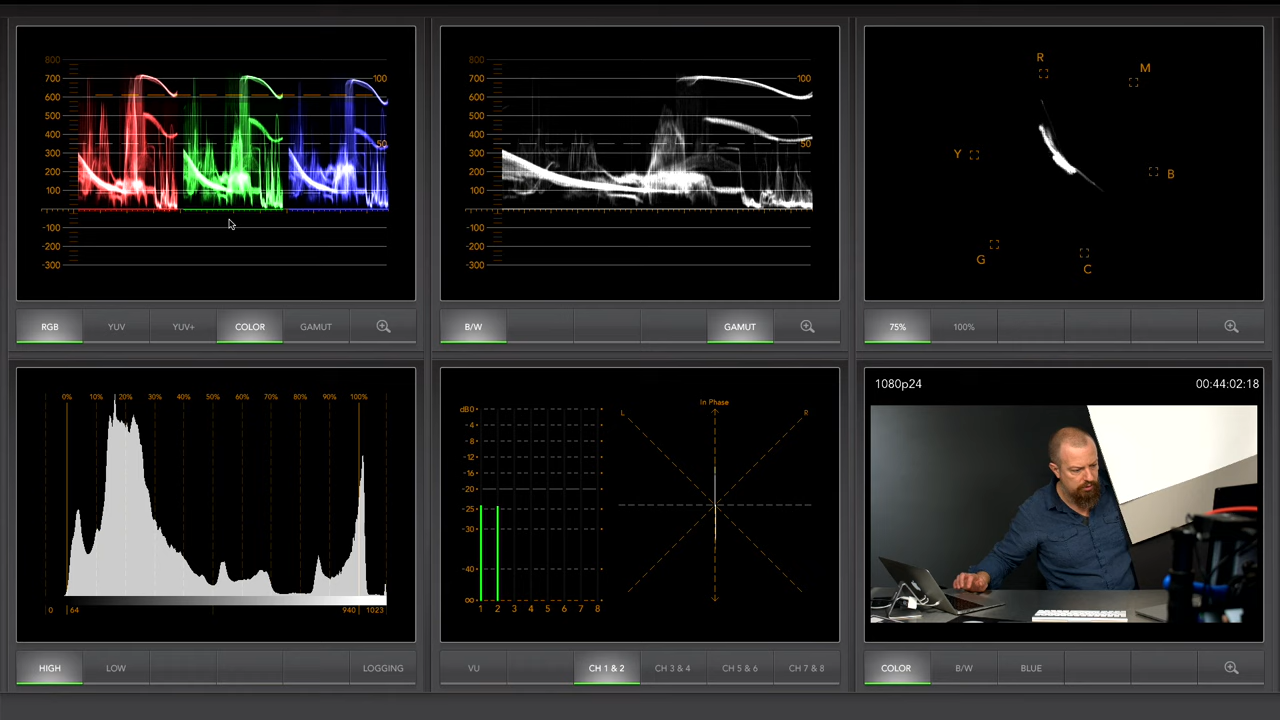 800
700
600
500
400
300
200
100
-100
-200
-300
100
50
RGB YUV YUV+ COLOR GAMUT
800
700
600
500
400
300
200
100
-100
-200
-300
100
50
B/W GAMUT
R
M
Y
B
G
C
75% 100%
0% 10% 20% 30% 40% 50% 60% 70% 80% 90% 100%
0 64 940 1023
HIGH LOW LOGGING
dB0
- 4
- 8
-12
-16
-20
-25
-30
-40
∞
1 2 3 4 5 6 7 8
In Phase
L R
VU CH 1 & 2 CH 3 & 4 CH 5 & 6 CH 7 & 8
1080p24 00:44:02:18
COLOR B/W BLUE